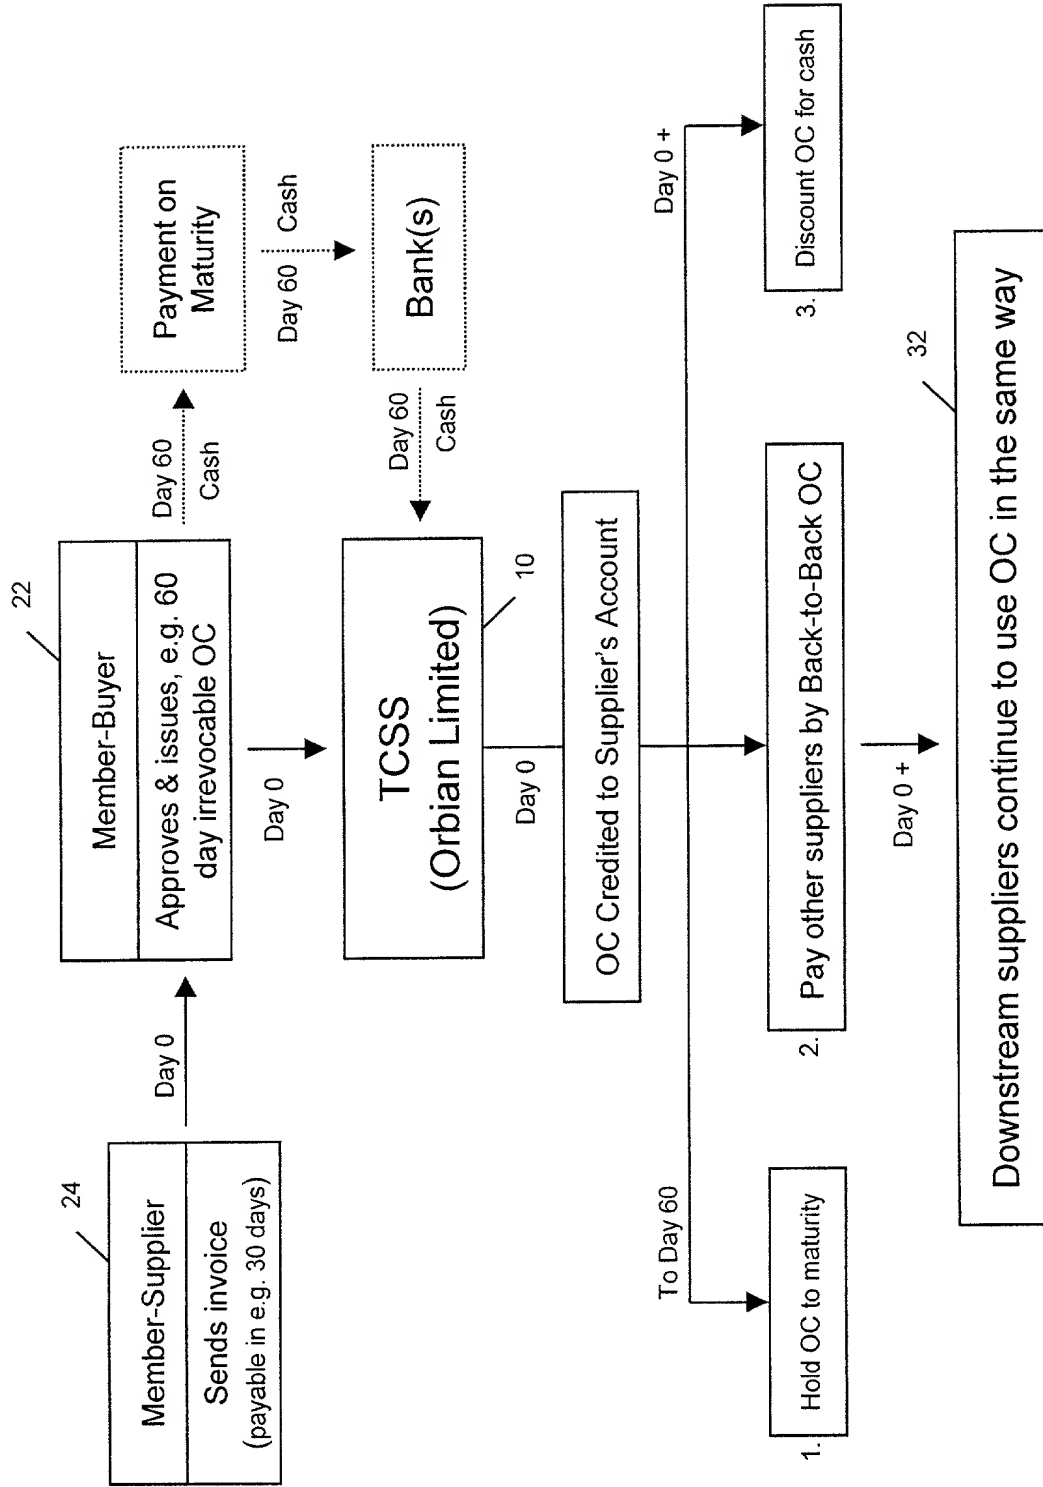 24
Member-Supplier
Sends invoice
(payable in e.g. 30 days)
Day 0
22
Member-Buyer
Approves & issues, e.g. 60
day irrevocable OC
Day 60
Cash
Payment on
Maturity
Day 60
Cash
Bank(s)
Day 60
Cash
Day 0
TCSS
(Orbian Limited)
10
Day 0
OC Credited to Supplier's Account
To Day 60
Day 0 +
1.
Hold OC to maturity
2.
Pay other suppliers by Back-to-Back OC
3.
Discount OC for cash
Day 0 +
32
Downstream suppliers continue to use OC in the same way